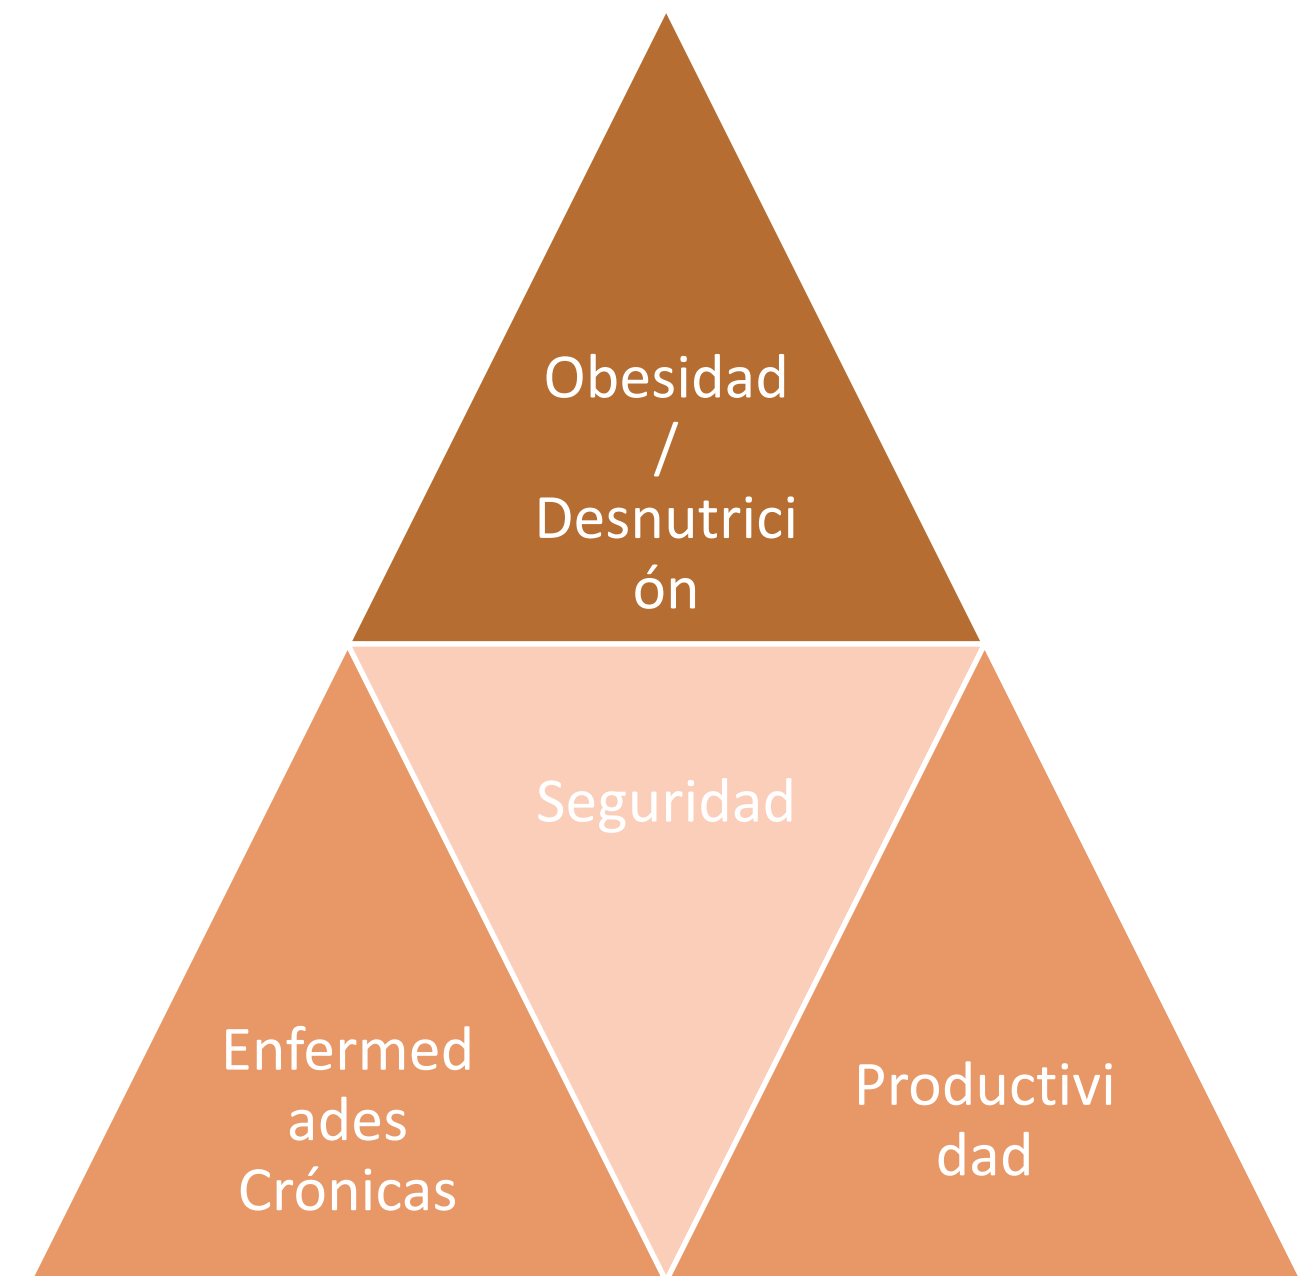 Obesidad
/
Desnutrici
ón
Seguridad
Enfermed
ades
Crónicas
Productivi
dad